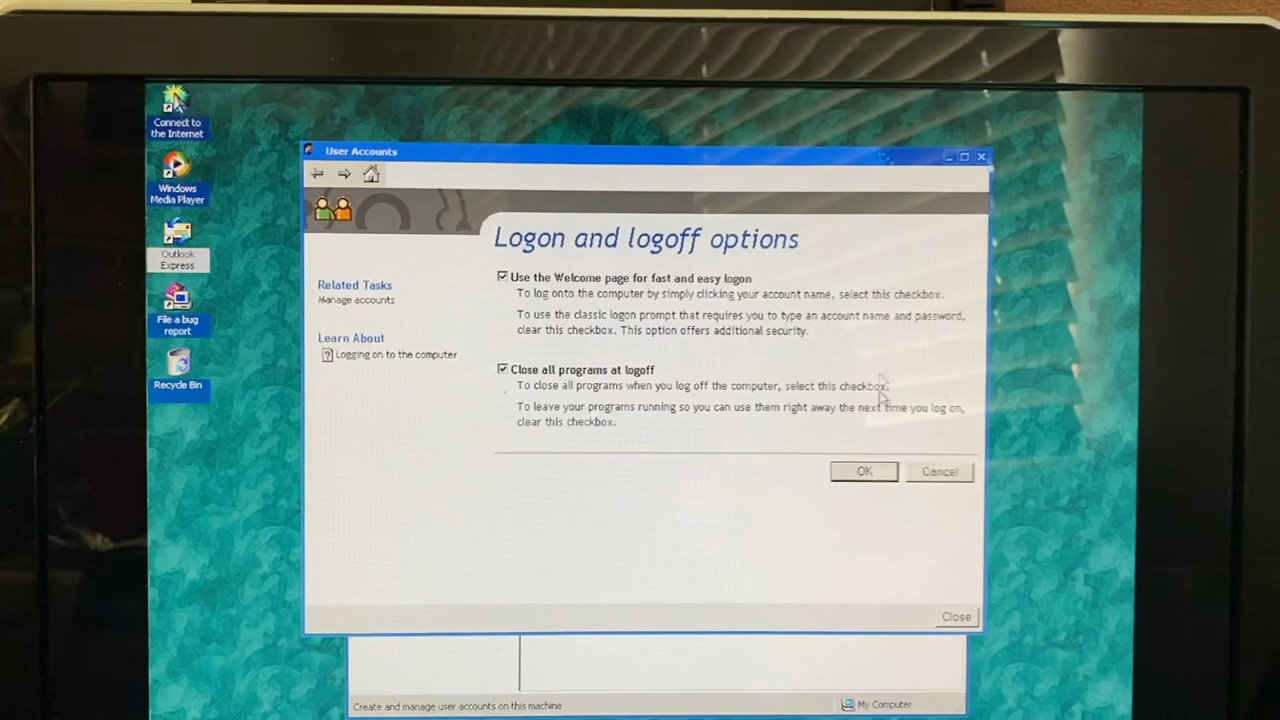 Connect to
the Internet
Windows
Media Player
Outlook
Express
File a bug
report
Recycle Bin
User Accounts
Logon and logoff options
Related Tasks
Manage accounts
Learn About
Logging on to the computer
Use the Welcome page for fast and easy logon
To log onto the computer by simply clicking your account name, select this checkbox.
To use the classic logon prompt that requires you to type an account name and password,
clear this checkbox. This option offers additional security.
Close all programs at logoff
To close all programs when you log off the computer, select this checkbox.
To leave your programs running so you can use them right away the next time you log on,
clear this checkbox.
OK
Cancel
Close
Create and manage user accounts on this machine
My Computer